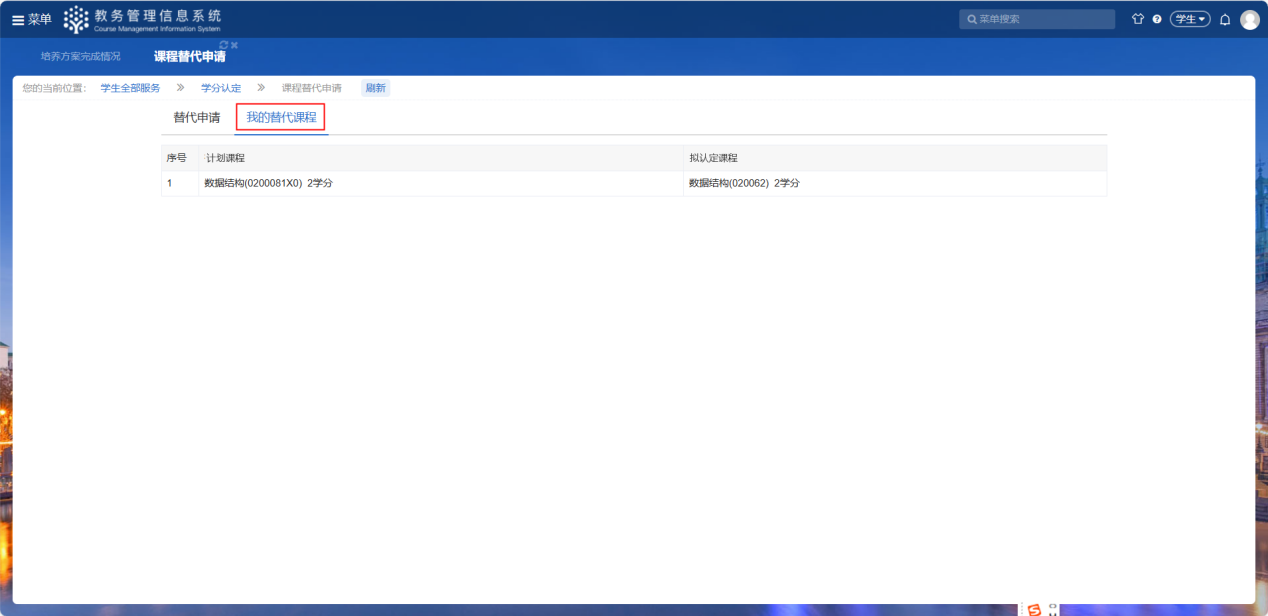 菜单 教务管理信息系统 菜单搜索 学生
Course Management Information System
培养方案完成情况 课程替代申请
您的当前位置: 学生全部服务 » 学分认定 » 课程替代申请 刷新
替代申请 我的替代课程
序号 计划课程 拟认定课程
1 数据结构(0200081X0) 2学分 数据结构(020062) 2学分